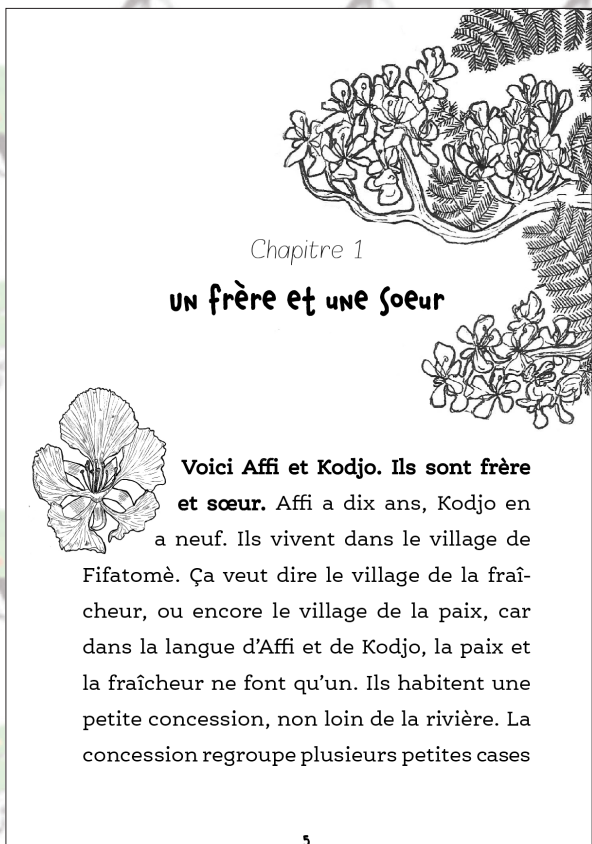 Chapitre 1
un frère et une soeur
Voici Affi et Kodjo. Ils sont frère
et sœur. Affi a dix ans, Kodjo en
a neuf. Ils vivent dans le village de
Fifatomè. Ça veut dire le village de la fraî-
cheur, ou encore le village de la paix, car
dans la langue d'Affi et de Kodjo, la paix et
la fraîcheur ne font qu'un. Ils habitent une
petite concession, non loin de la rivière. La
concession regroupe plusieurs petites cases
5